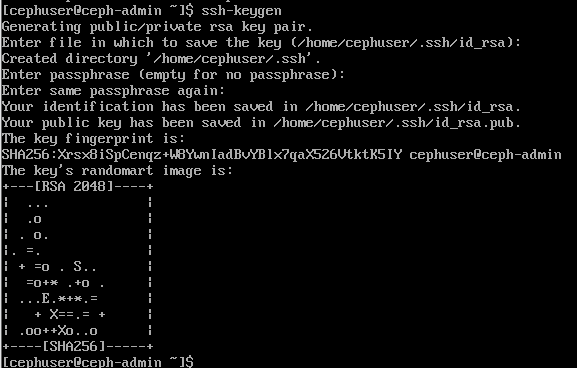 [cephuser@ceph-admin ~]$ ssh-keygen
Generating public/private rsa key pair.
Enter file in which to save the key (/home/cephuser/.ssh/id_rsa):
Created directory '/home/cephuser/.ssh'.
Enter passphrase (empty for no passphrase):
Enter same passphrase again:
Your identification has been saved in /home/cephuser/.ssh/id_rsa.
Your public key has been saved in /home/cephuser/.ssh/id_rsa.pub.
The key fingerprint is:
SHA256:Xrsx8iSpCenqz+W8YwnIadBvYBlx7qaX526VtktK5IY cephuser@ceph-admin
The key's randomart image is:
+---[RSA 2048]----+
|  ...            |
|  .o             |
| . o.            |
|. =.             |
| + =o . S..      |
|  =o+* .+o .     |
| ...E.*+*.=      |
|   + X==.= +     |
| .oo++Xo..o      |
+----[SHA256]-----+
[cephuser@ceph-admin ~]$